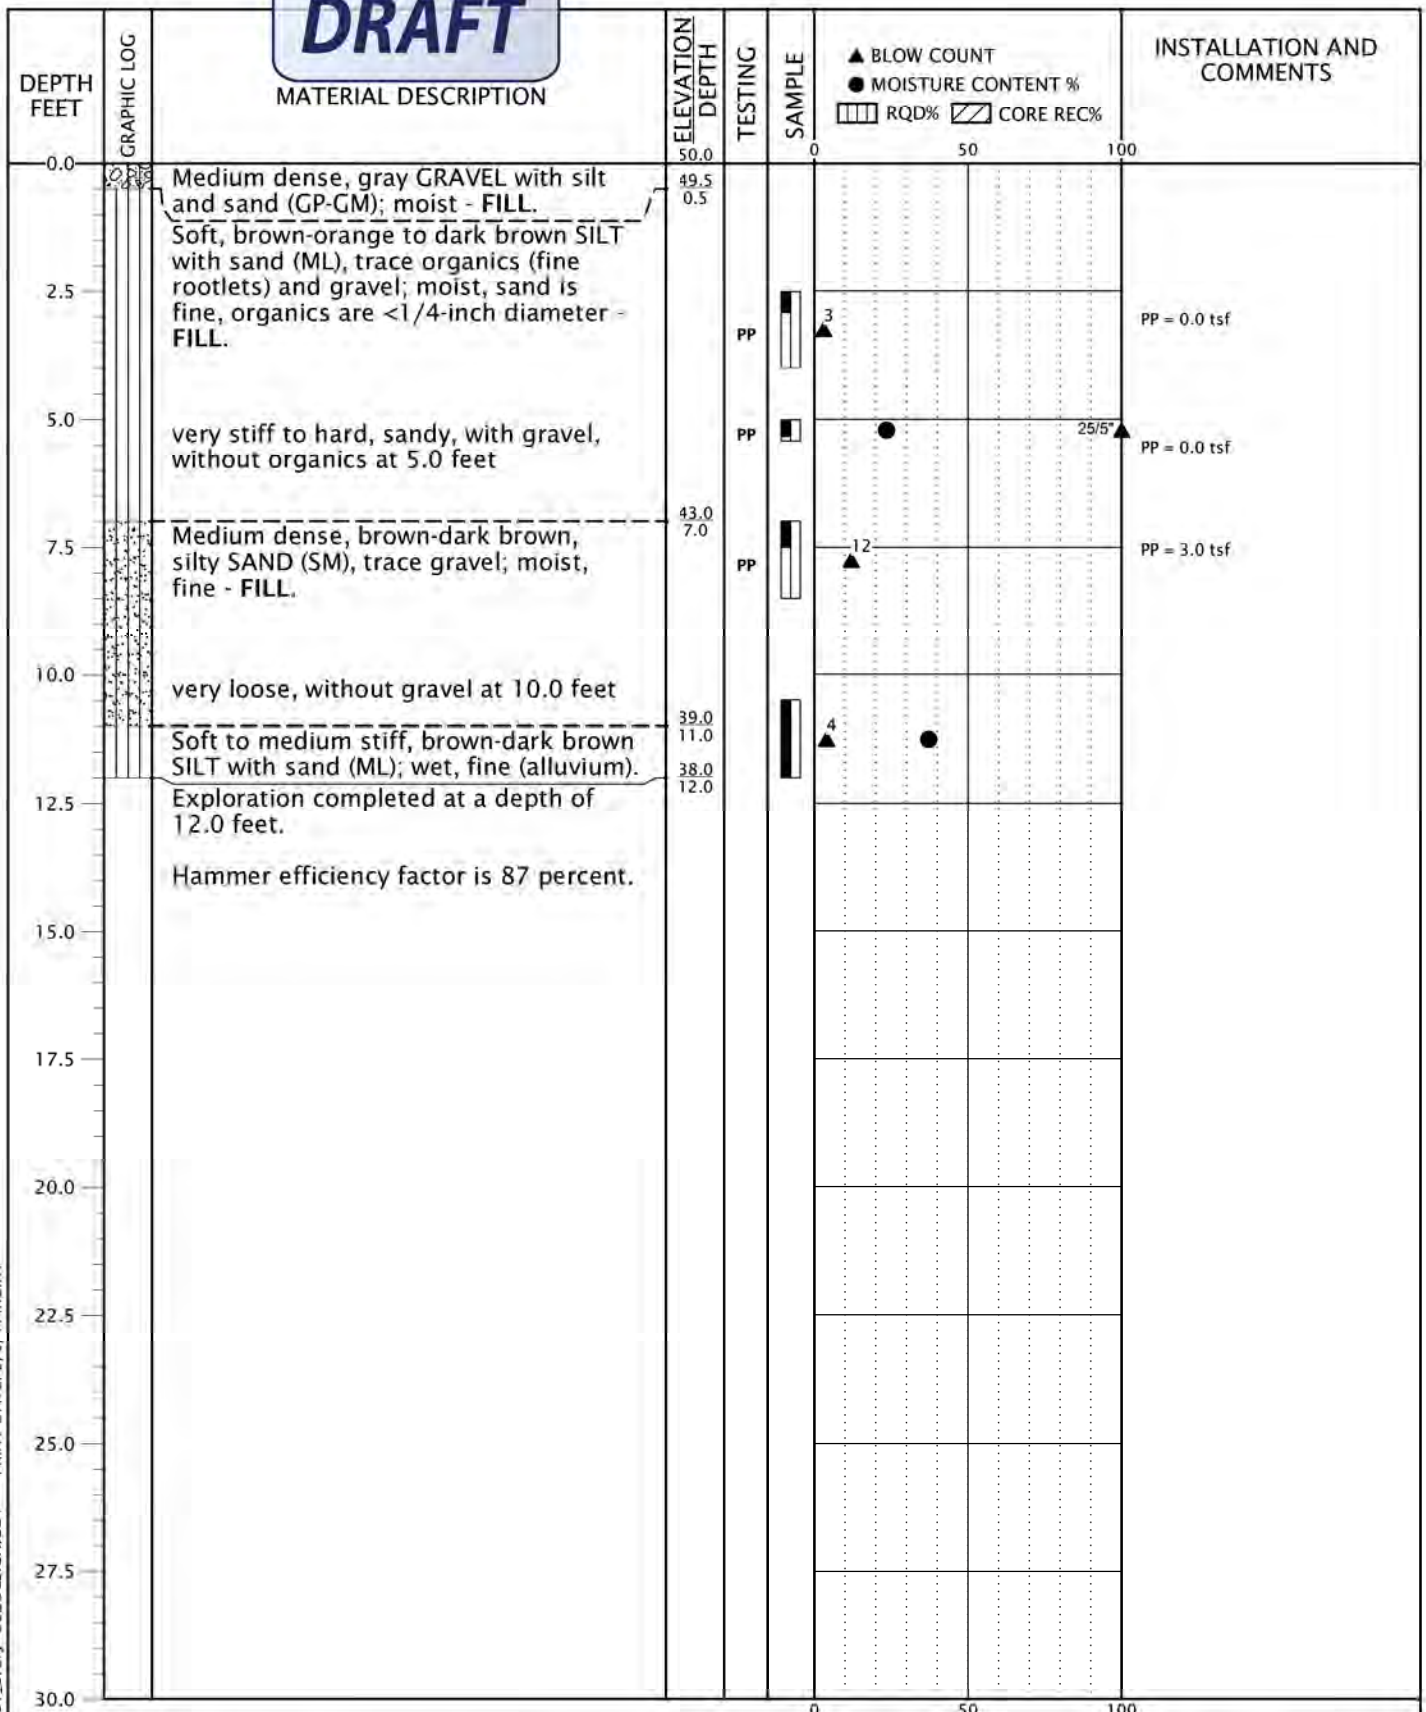 DRAFT
DEPTH
FEET
GRAPHIC LOG
MATERIAL DESCRIPTION
ELEVATION
DEPTH
TESTING
SAMPLE
▲ BLOW COUNT
● MOISTURE CONTENT %
RQD% CORE REC%
INSTALLATION AND
COMMENTS
50.0
0 50 100
0.0
Medium dense, gray GRAVEL with silt
and sand (GP-GM); moist - FILL.
49.5
0.5
Soft, brown-orange to dark brown SILT
with sand (ML), trace organics (fine
rootlets) and gravel; moist, sand is
fine, organics are <1/4-inch diameter -
FILL.
2.5
PP
3
PP = 0.0 tsf
5.0
very stiff to hard, sandy, with gravel,
without organics at 5.0 feet
PP
25/5"
PP = 0.0 tsf
43.0
7.0
Medium dense, brown-dark brown,
silty SAND (SM), trace gravel; moist,
fine - FILL.
7.5
PP
12
PP = 3.0 tsf
10.0
very loose, without gravel at 10.0 feet
39.0
11.0
Soft to medium stiff, brown-dark brown
SILT with sand (ML); wet, fine (alluvium).
4
38.0
12.0
12.5
Exploration completed at a depth of
12.0 feet.
Hammer efficiency factor is 87 percent.
15.0
17.5
20.0
22.5
25.0
27.5
30.0
0 50 100